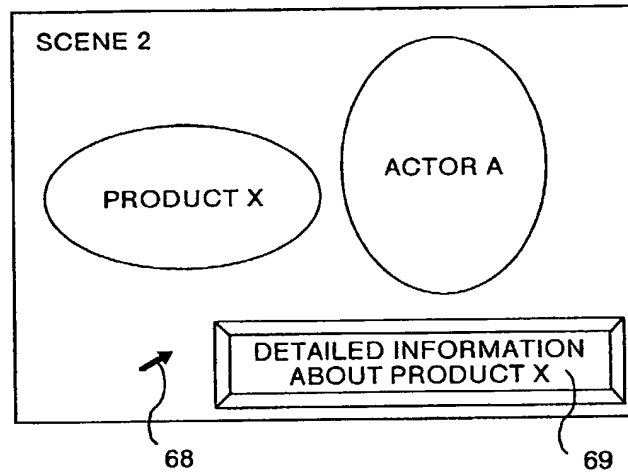 SCENE 2
PRODUCT X
ACTOR A
DETAILED INFORMATION
ABOUT PRODUCT X
68
69